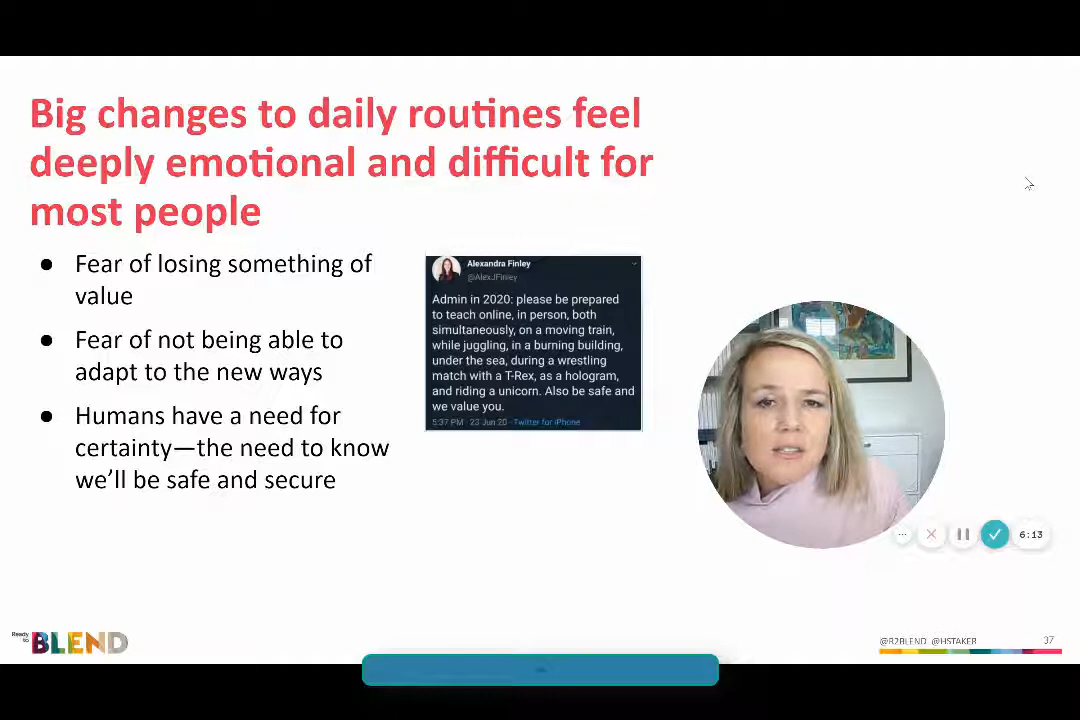 Big changes to daily routines feel
deeply emotional and difficult for
most people
● Fear of losing something of
value
● Fear of not being able to
adapt to the new ways
● Humans have a need for
certainty—the need to know
we'll be safe and secure
Alexandra Finley
@AlexJFinley
Admin in 2020: please be prepared
to teach online, in person, both
simultaneously, on a moving train,
while juggling, in a burning building,
under the sea, during a wrestling
match with a T-Rex, as a hologram,
and riding a unicorn. Also be safe and
we value you.
5:37 PM · 23 Jun 20 · Twitter for iPhone
6:13
Ready
to
BLEND
@R2BLEND @HSTAKER
37